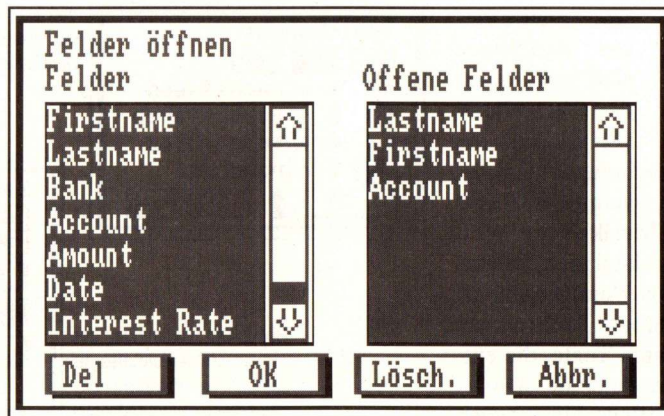 Felder öffnen
Felder
Offene Felder
Firstname
Lastname
Bank
Account
Amount
Date
Interest Rate
Lastname
Firstname
Account
Del
OK
Lösch.
Abbr.